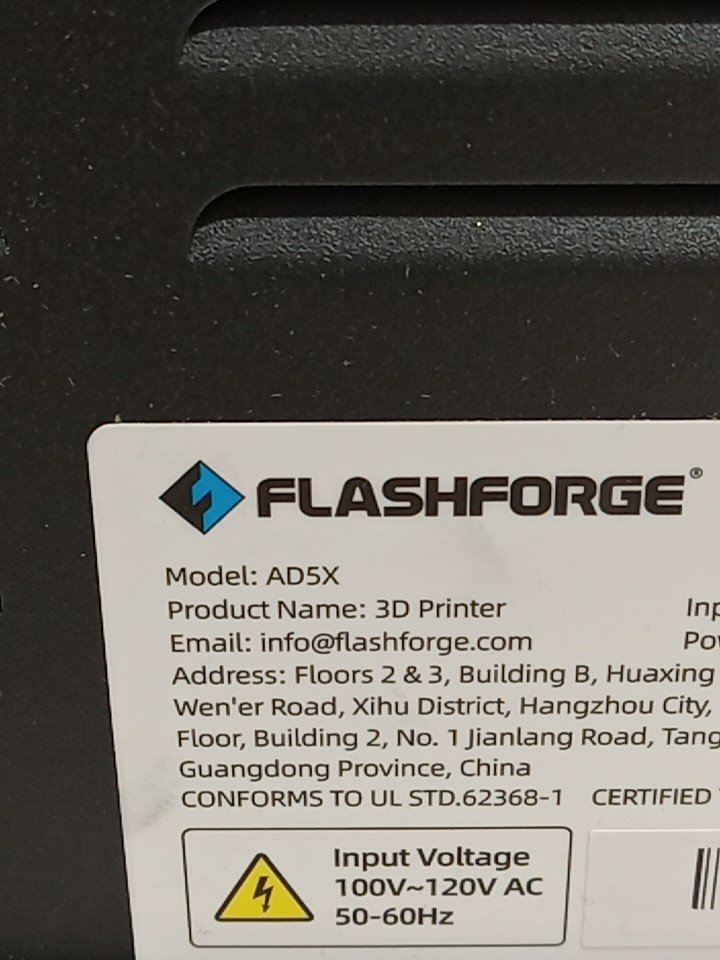 FLASHFORGE®
Model: AD5X
Product Name: 3D Printer
Email: info@flashforge.com
Address: Floors 2 & 3, Building B, Huaxing
Wen'er Road, Xihu District, Hangzhou City,
Floor, Building 2, No. 1 Jianlang Road,
Guangdong Province, China
CONFORMS TO UL STD.62368-1 CERTIFIED
Input Voltage
100V~120V AC
50-60Hz